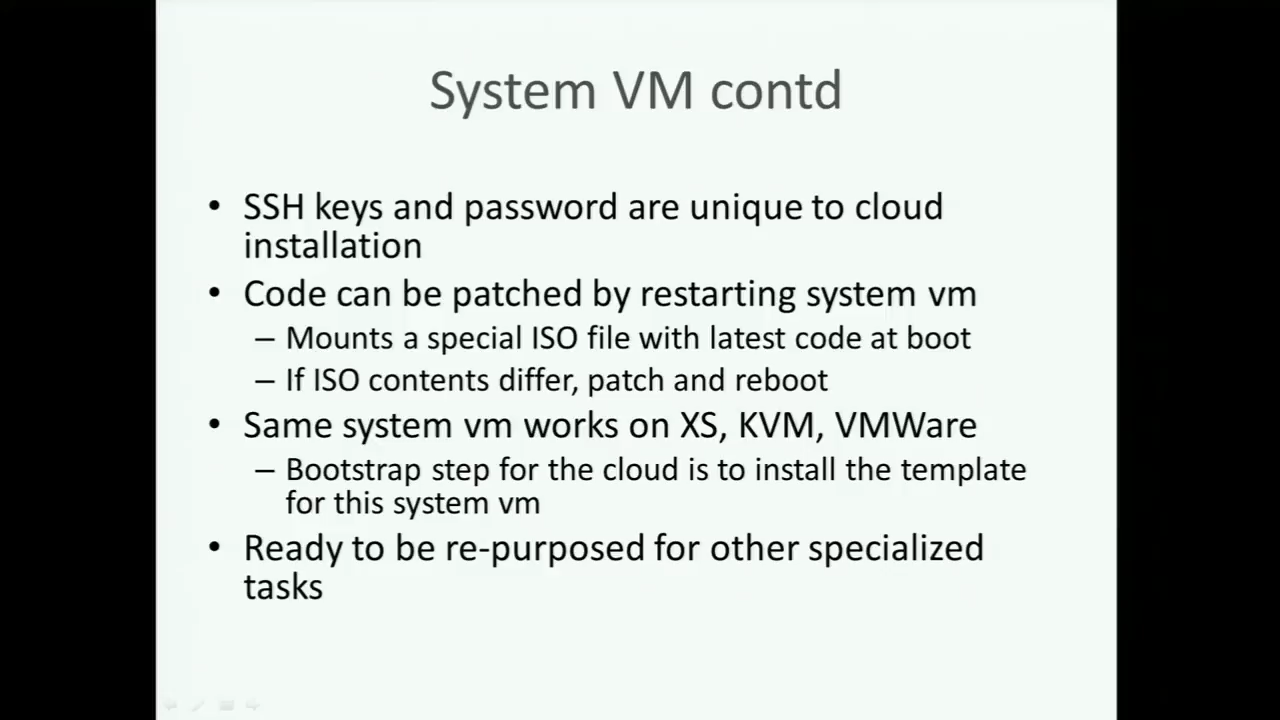 System VM contd
• SSH keys and password are unique to cloud
installation
• Code can be patched by restarting system vm
– Mounts a special ISO file with latest code at boot
– If ISO contents differ, patch and reboot
• Same system vm works on XS, KVM, VMWare
– Bootstrap step for the cloud is to install the template
for this system vm
• Ready to be re-purposed for other specialized
tasks